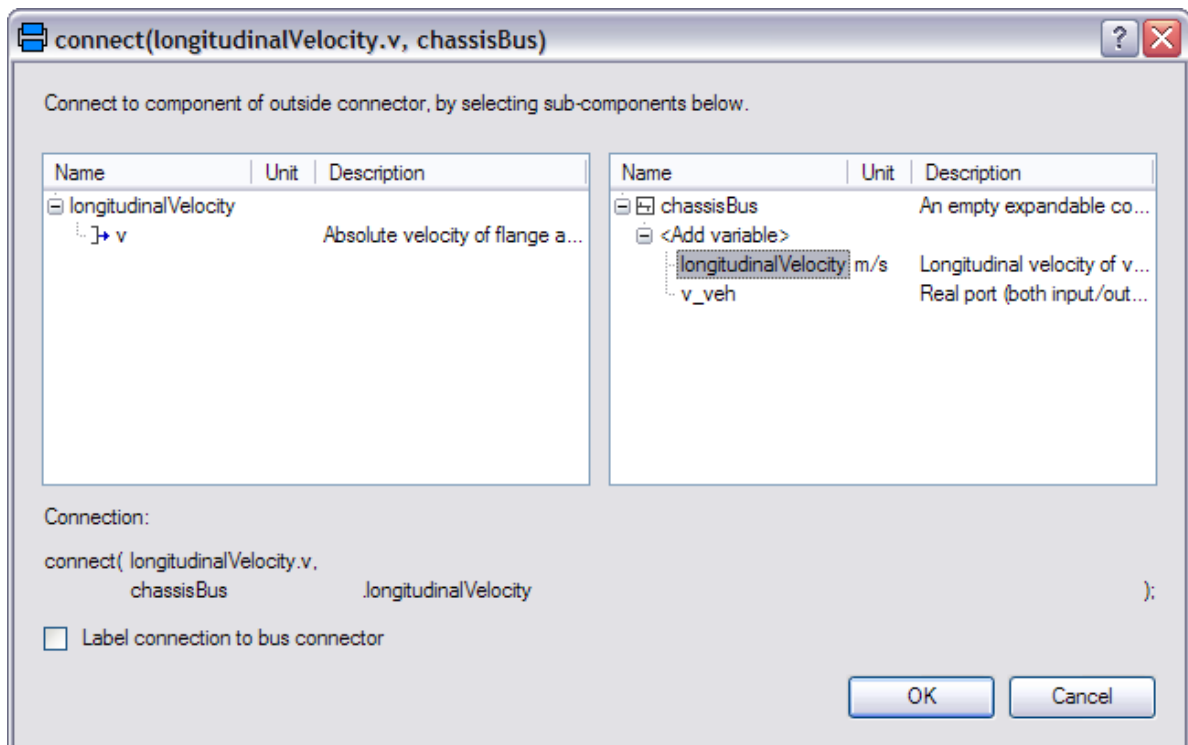 connect(longitudinalVelocity.v, chassisBus)
Connect to component of outside connector, by selecting sub-components below.
Name Unit Description
longitudinalVelocity
v Absolute velocity of flange a...
Name Unit Description
chassisBus An empty expandable co...
<Add variable>
longitudinalVelocity m/s Longitudinal velocity of v...
v_veh Real port (both input/out...
Connection:
connect( longitudinalVelocity.v,
chassisBus .longitudinalVelocity );
Label connection to bus connector
OK Cancel